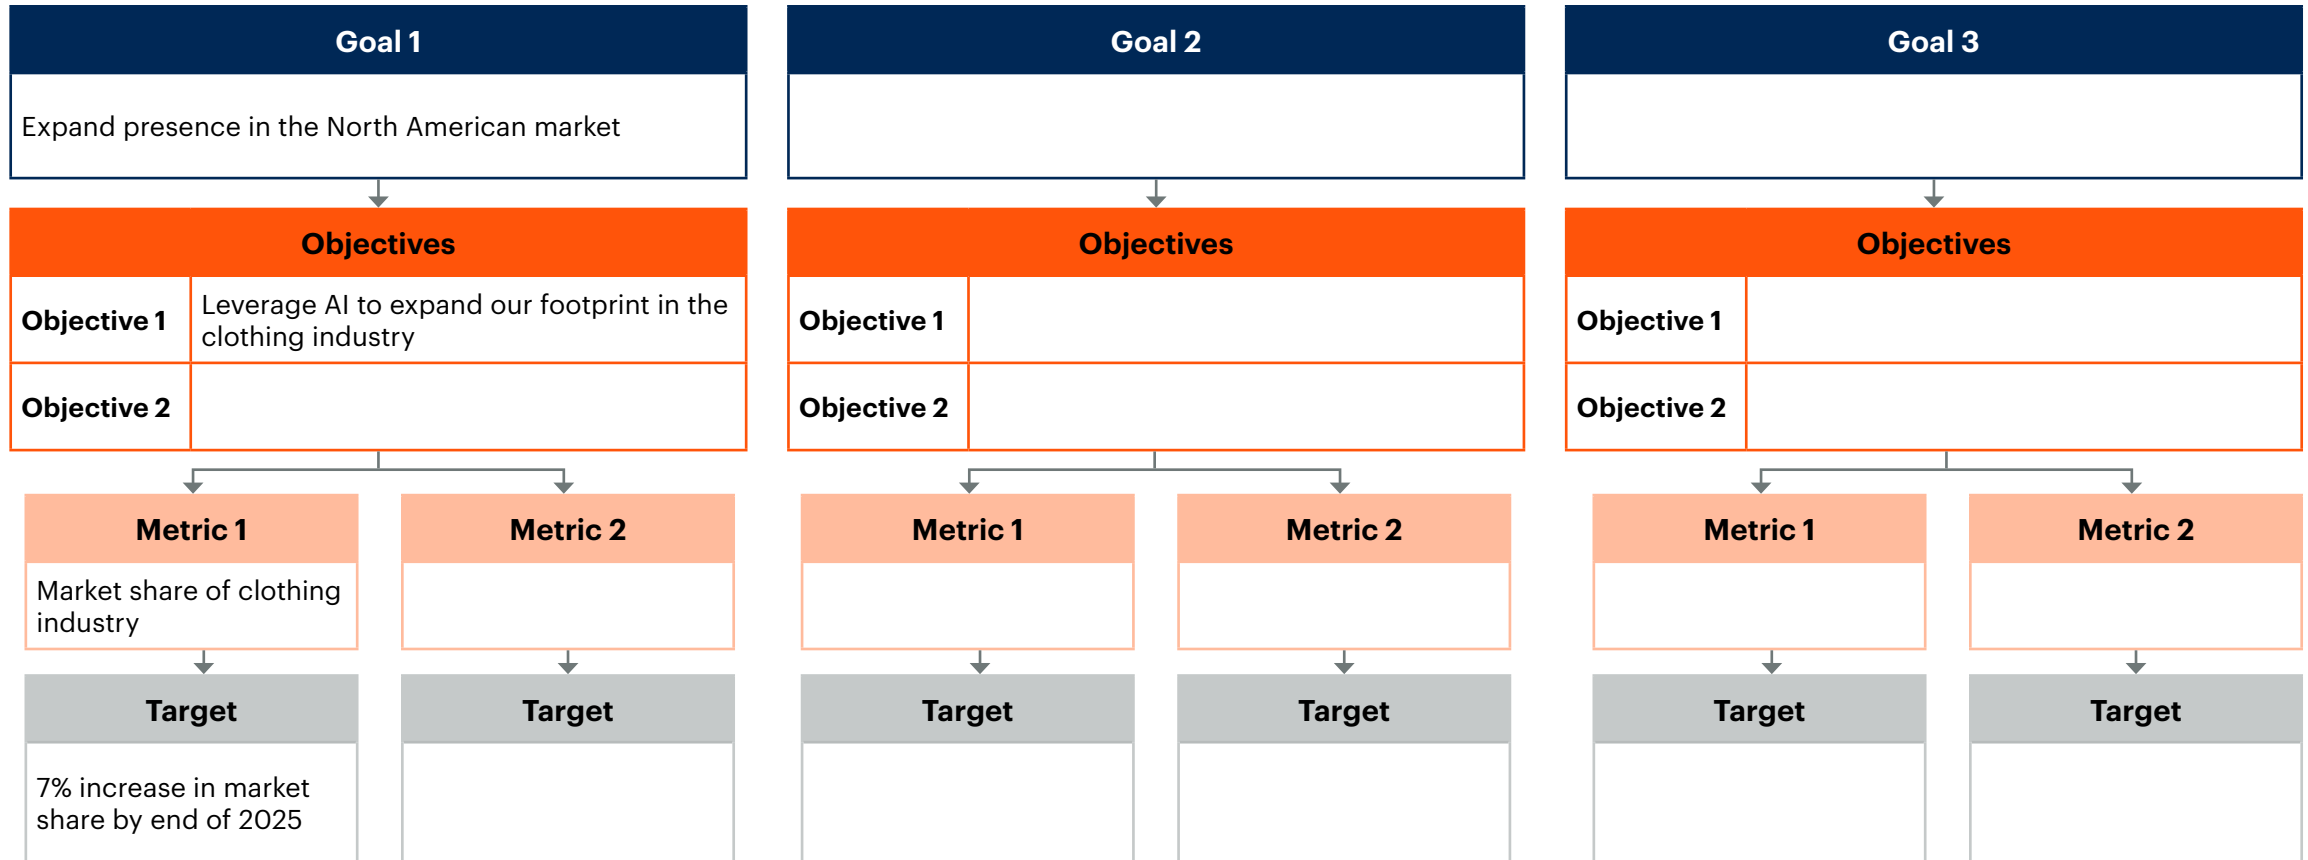 Goal 1
Expand presence in the North American market
Objectives
Objective 1
Leverage AI to expand our footprint in the
clothing industry
Objective 2
Metric 1
Market share of clothing
industry
Target
7% increase in market
share by end of 2025
Metric 2
Target
Goal 2
Objectives
Objective 1
Objective 2
Metric 1
Target
Metric 2
Target
Goal 3
Objectives
Objective 1
Objective 2
Metric 1
Target
Metric 2
Target